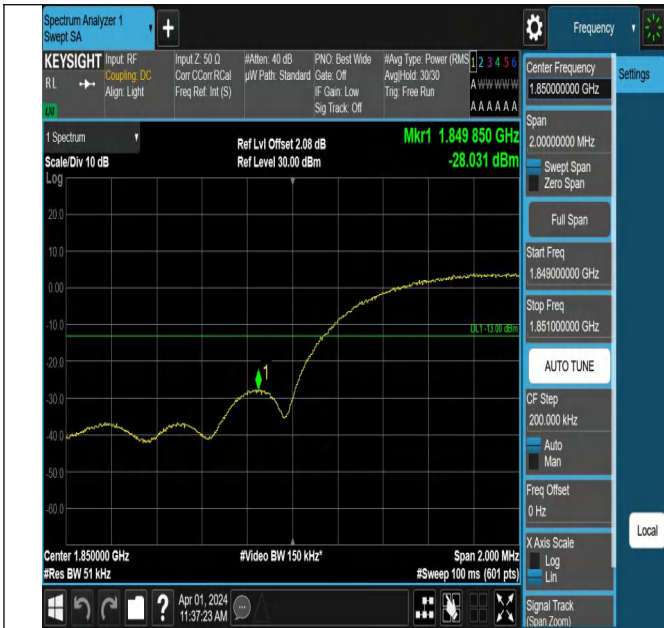 Spectrum Analyzer 1
Swept SA
Frequency
KEYSIGHT
RL
LXI
Input: RF
Coupling: DC
Align: Light
Input Z: 50 Ω
Corr CCorr RCal
Freq Ref: Int (S)
#Atten: 40 dB
µW Path: Standard
PNO: Best Wide
Gate: Off
IF Gain: Low
Sig Track: Off
#Avg Type: Power (RMS
Avg|Hold: 30/30
Trig: Free Run
1 2 3 4 5 6
A W W W W W
A A A A A A
Center Frequency
1.850000000 GHz
Settings
Span
2.00000000 MHz
Swept Span
Zero Span
Full Span
Start Freq
1.849000000 GHz
Stop Freq
1.851000000 GHz
AUTO TUNE
CF Step
200.000 kHz
Auto
Man
Freq Offset
0 Hz
X Axis Scale
Log
Lin
Signal Track
(Span Zoom)
Local
1 Spectrum
Scale/Div 10 dB
Ref Lvl Offset 2.08 dB
Ref Level 30.00 dBm
Mkr1 1.849 850 GHz
-28.031 dBm
Log
20.0
10.0
0.00
-10.0
-20.0
-30.0
-40.0
-50.0
-60.0
DL1 -13.00 dBm
1
Center 1.850000 GHz
#Res BW 51 kHz
#Video BW 150 kHz*
Span 2.000 MHz
#Sweep 100 ms (601 pts)
?
Apr 01, 2024
11:37:23 AM